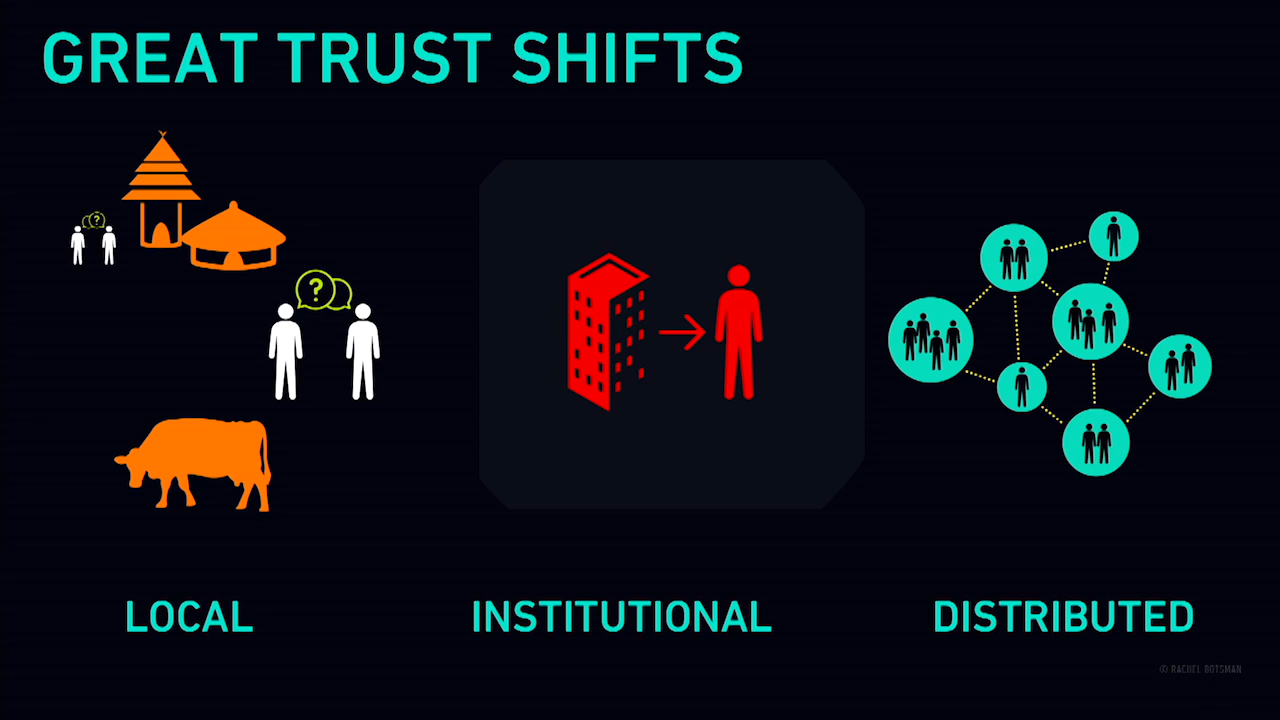 GREAT TRUST SHIFTS
?
?
LOCAL
INSTITUTIONAL
DISTRIBUTED
© RACHEL BOTSMAN